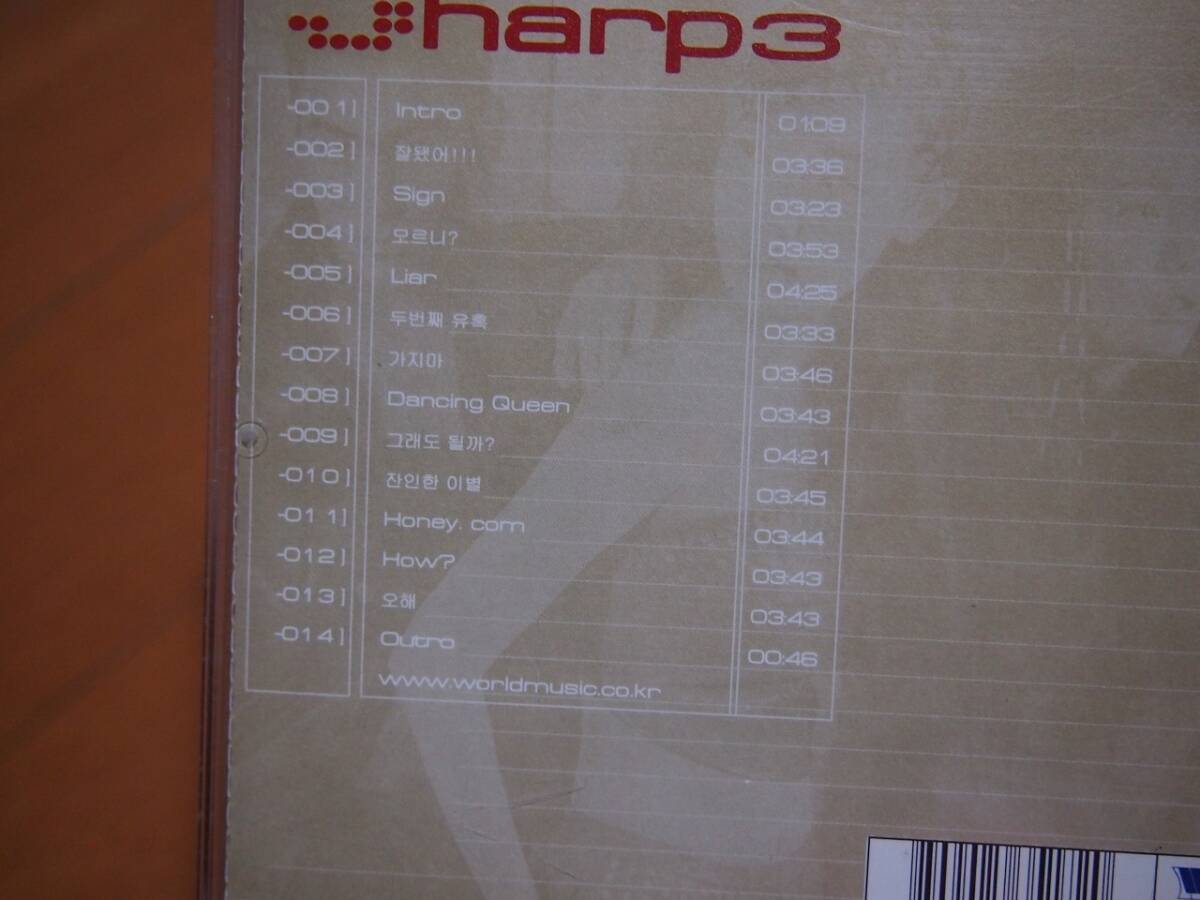 harp3
-001] Intro 01:09
-002] 잘됐어!!! 03:36
-003] Sign 03:23
-004] 모르니? 03:53
-005] Liar 04:25
-006] 두번째 유혹 03:33
-007] 가지마 03:46
-008] Dancing Queen 03:43
-009] 그래도 될까? 04:21
-010] 잔인한 이별 03:45
-011] Honey. com 03:44
-012] How? 03:43
-013] 오해 03:43
-014] Outro 00:46
www.worldmusic.co.kr